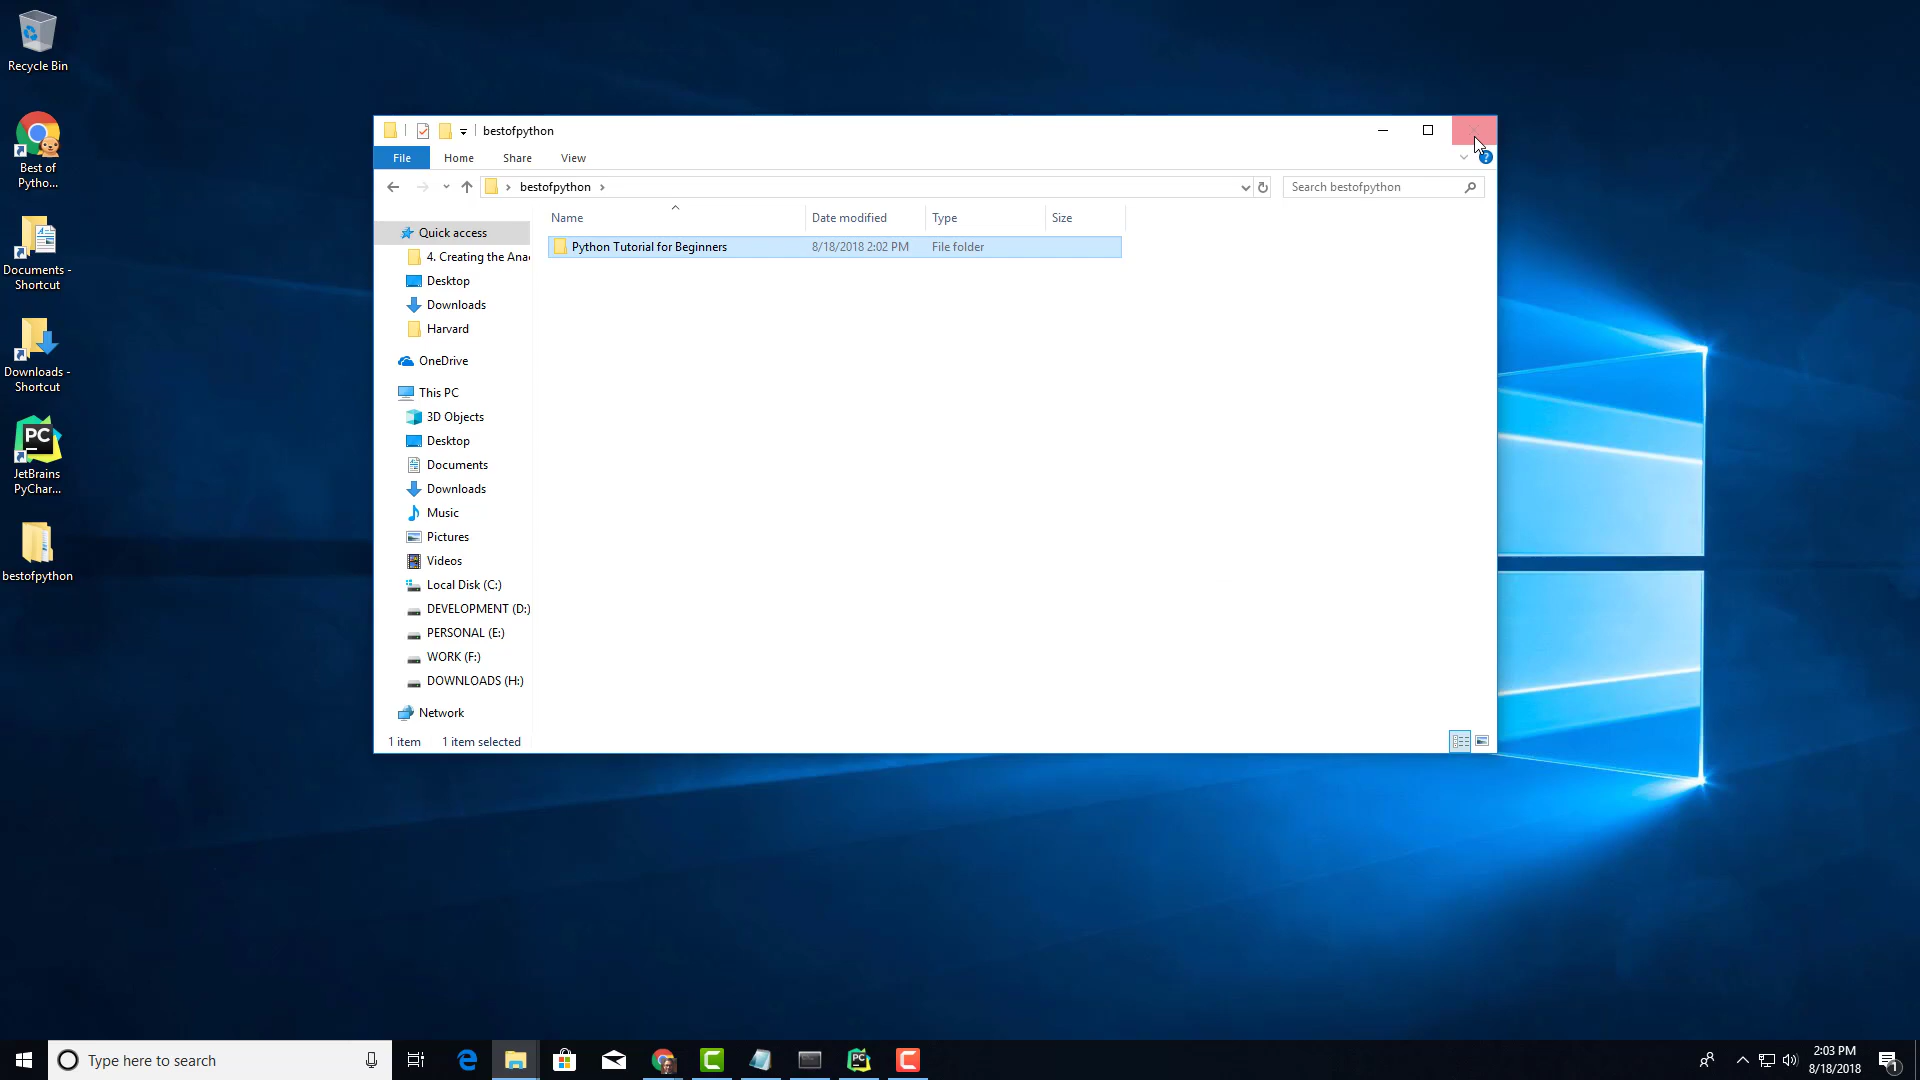 Recycle Bin
Best of
Pytho...
Documents -
Shortcut
Downloads -
Shortcut
PC
JetBrains
PyChar...
bestofpython
bestofpython
File
Home
Share
View
?
bestofpython
Search bestofpython
Name
Date modified
Type
Size
Python Tutorial for Beginners
8/18/2018 2:02 PM
File folder
Quick access
4. Creating the Ana
Desktop
Downloads
Harvard
OneDrive
This PC
3D Objects
Desktop
Documents
Downloads
Music
Pictures
Videos
Local Disk (C:)
DEVELOPMENT (D:)
PERSONAL (E:)
WORK (F:)
DOWNLOADS (H:)
Network
1 item
1 item selected
Type here to search
PC
2:03 PM
8/18/2018
1